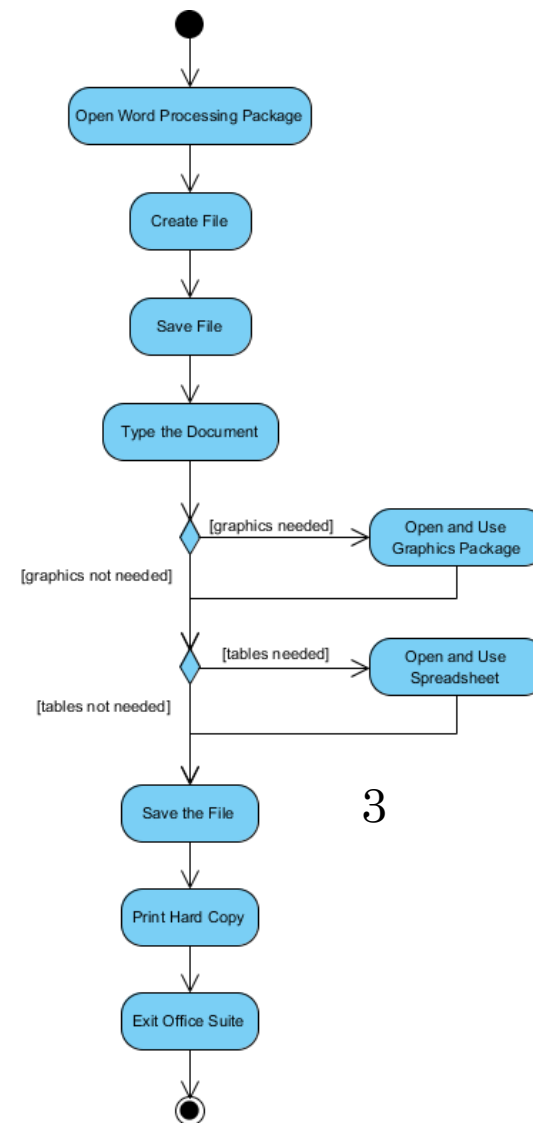 Open Word Processing Package
Create File
Save File
Type the Document
[graphics needed]
Open and Use
Graphics Package
[graphics not needed]
[tables needed]
Open and Use
Spreadsheet
[tables not needed]
Save the File
3
Print Hard Copy
Exit Office Suite